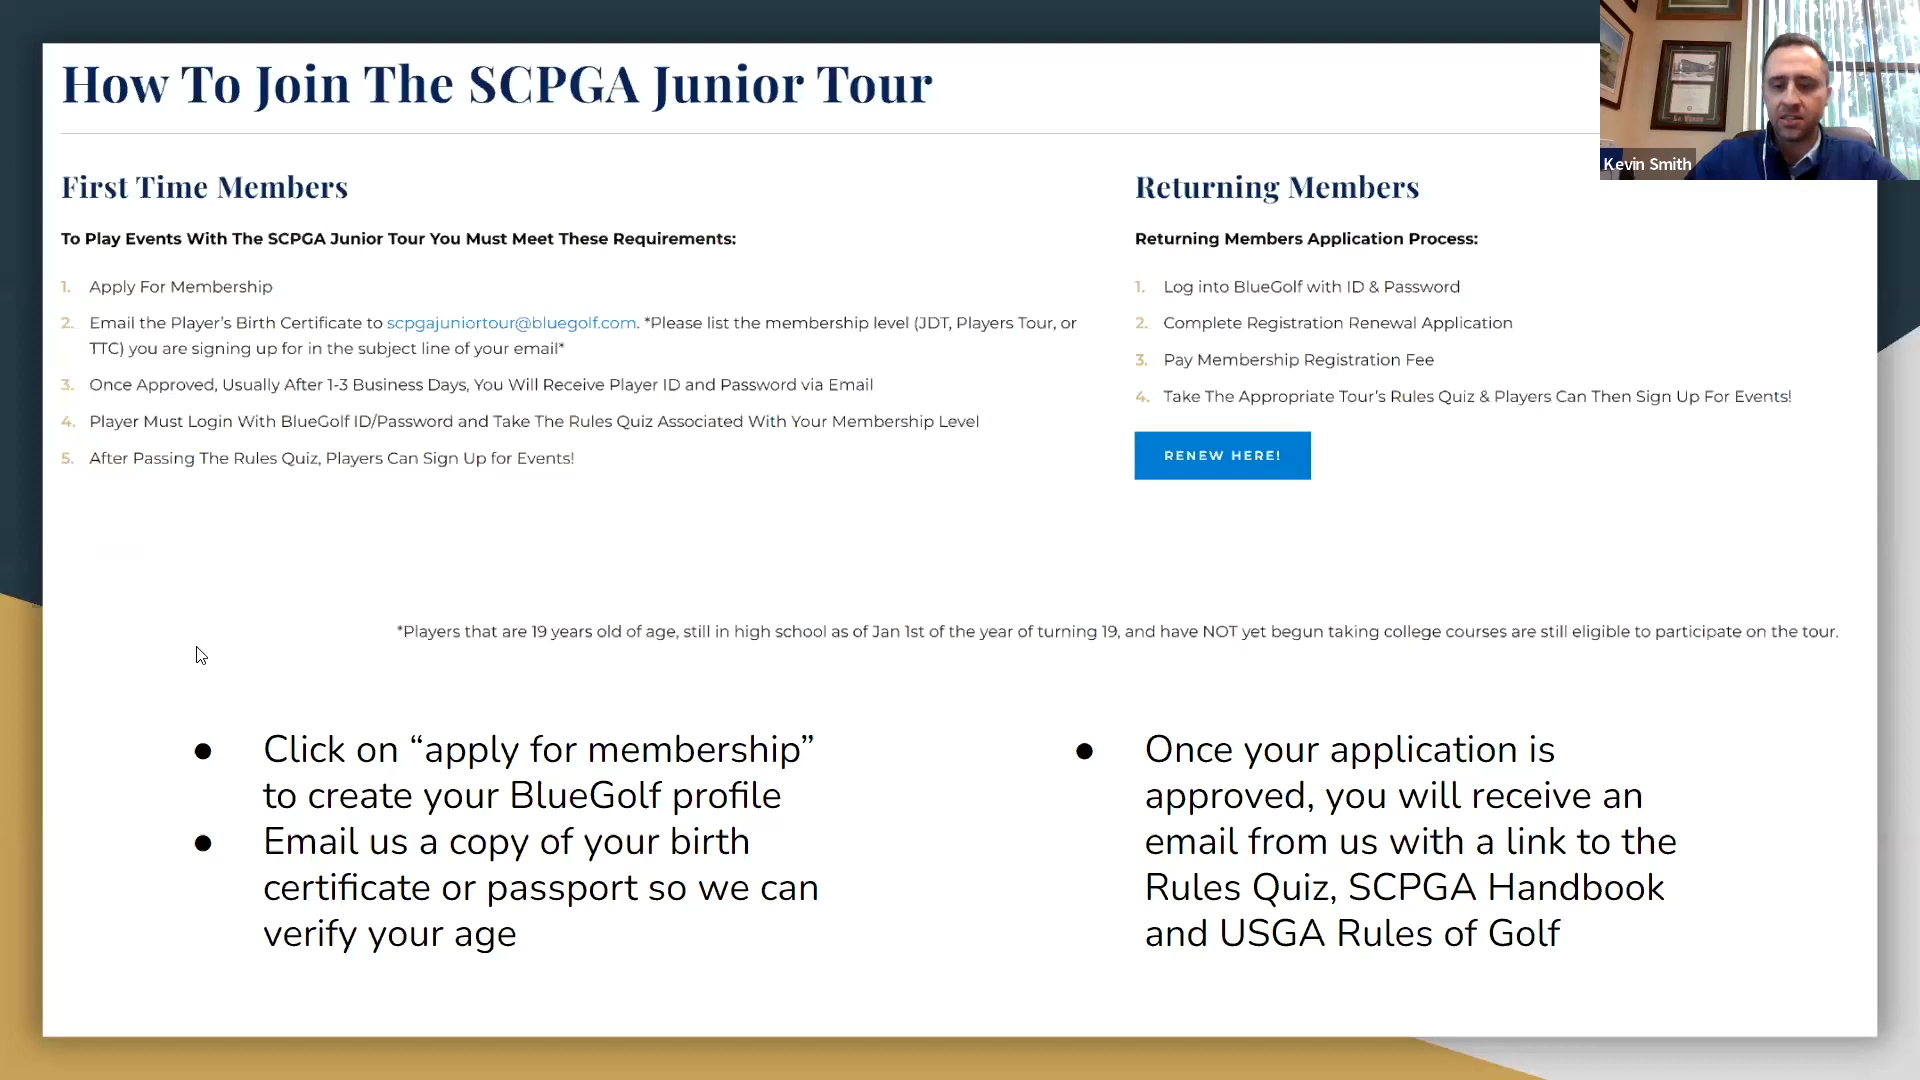 How To Join The SCPGA Junior Tour
Kevin Smith
First Time Members
To Play Events With The SCPGA Junior Tour You Must Meet These Requirements:
1. Apply For Membership
2. Email the Player's Birth Certificate to scpgajuniortour@bluegolf.com. *Please list the membership level (JDT, Players Tour, or
TTC) you are signing up for in the subject line of your email*
3. Once Approved, Usually After 1-3 Business Days, You Will Receive Player ID and Password via Email
4. Player Must Login With BlueGolf ID/Password and Take The Rules Quiz Associated With Your Membership Level
5. After Passing The Rules Quiz, Players Can Sign Up for Events!
Returning Members
Returning Members Application Process:
1. Log into BlueGolf with ID & Password
2. Complete Registration Renewal Application
3. Pay Membership Registration Fee
4. Take The Appropriate Tour's Rules Quiz & Players Can Then Sign Up For Events!
RENEW HERE!
*Players that are 19 years old of age, still in high school as of Jan 1st of the year of turning 19, and have NOT yet begun taking college courses are still eligible to participate on the tour.
● Click on “apply for membership”
to create your BlueGolf profile
● Email us a copy of your birth
certificate or passport so we can
verify your age
● Once your application is
approved, you will receive an
email from us with a link to the
Rules Quiz, SCPGA Handbook
and USGA Rules of Golf